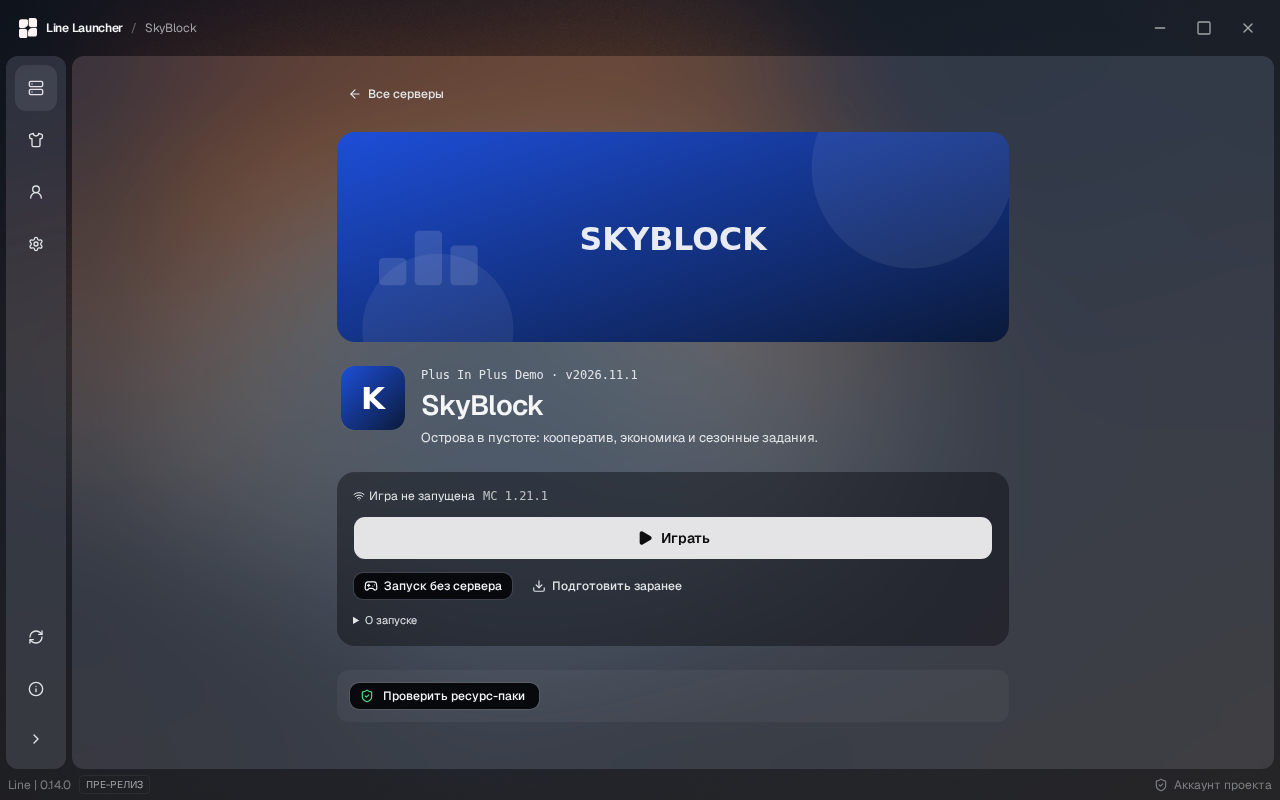 Line Launcher / SkyBlock
Все серверы
SKYBLOCK
K
Plus In Plus Demo · v2026.11.1
SkyBlock
Острова в пустоте: кооператив, экономика и сезонные задания.
Игра не запущена MC 1.21.1
Играть
Запуск без сервера Подготовить заранее
О запуске
Проверить ресурс-паки
Line | 0.14.0 ПРЕ-РЕЛИЗ Аккаунт проекта